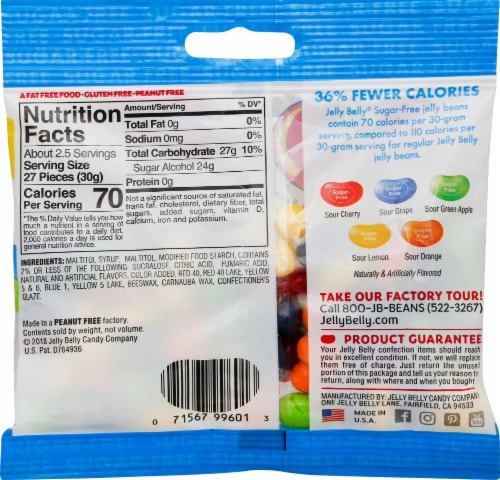 A FAT FREE FOOD • GLUTEN FREE • PEANUT FREE
Nutrition
Facts
About 2.5 Servings
Serving Size
27 Pieces (30g)
Calories
Per Serving 70
*The % Daily Value tells you how
much a nutrient in a serving of
food contributes to a daily diet.
2,000 calories a day is used for
general nutrition advice.
Amount/Serving % DV*
Total Fat 0g 0%
Sodium 0mg 0%
Total Carbohydrate 27g 10%
Sugar Alcohol 24g
Protein 0g
Not a significant source of saturated fat,
trans fat, cholesterol, dietary fiber, total
sugars, added sugars, vitamin D,
calcium, iron and potassium.
INGREDIENTS: MALTITOL SYRUP, MALTITOL, MODIFIED FOOD STARCH, CONTAINS
2% OR LESS OF THE FOLLOWING: SUCRALOSE, CITRIC ACID, FUMARIC ACID,
NATURAL AND ARTIFICIAL FLAVORS, COLOR ADDED, RED 40, RED 40 LAKE, YELLOW
5 & 6, BLUE 1, YELLOW 5 LAKE, BEESWAX, CARNAUBA WAX, CONFECTIONER'S
GLAZE.
Made in a PEANUT FREE factory.
Contents sold by weight, not volume.
© 2018 Jelly Belly Candy Company
U.S. Pat. D764936
0 71567 99601 3
36% FEWER CALORIES
Jelly Belly® Sugar-Free jelly beans
contain 70 calories per 30-gram
serving, compared to 110 calories per
30-gram serving for regular Jelly Belly
jelly beans.
Sugar-Free Sugar-Free Sugar-Free
Sour Cherry Sour Grape Sour Green Apple
Sugar-Free Sugar-Free
Sour Lemon Sour Orange
Naturally & Artificially Flavored
TAKE OUR FACTORY TOUR!
Call 800-JB-BEANS (522-3267)
JellyBelly.com
PRODUCT GUARANTEE
Your Jelly Belly confection items should reach
you in excellent condition. If not, we will replace
them free of charge. Just return the unused
portion of this package and tell us your reason for
return, along with where and when you bought
MANUFACTURED BY: JELLY BELLY CANDY COMPANY
ONE JELLY BELLY LANE, FAIRFIELD, CA 94533
MADE IN
U.S.A.